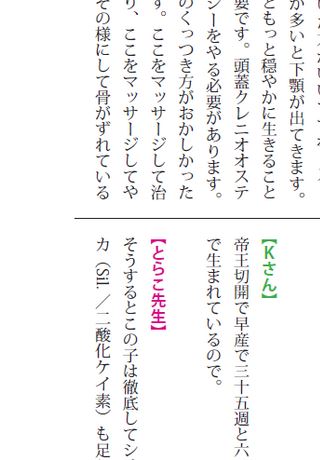 が多いと下顎が出てきます。
ともっと穏やかに生きること
要です。頭蓋クレニオオステ
シーをやる必要があります。
のくっつき方がおかしかった
す。ここをマッサージして治
り、ここをマッサージしてや
その様にして骨がずれている
【Kさん】
帝王切開で早産で三十五週と六
で生まれているので。
【とらこ先生】
そうするとこの子は徹底してシ
カ（Sil.／二酸化ケイ素）も足